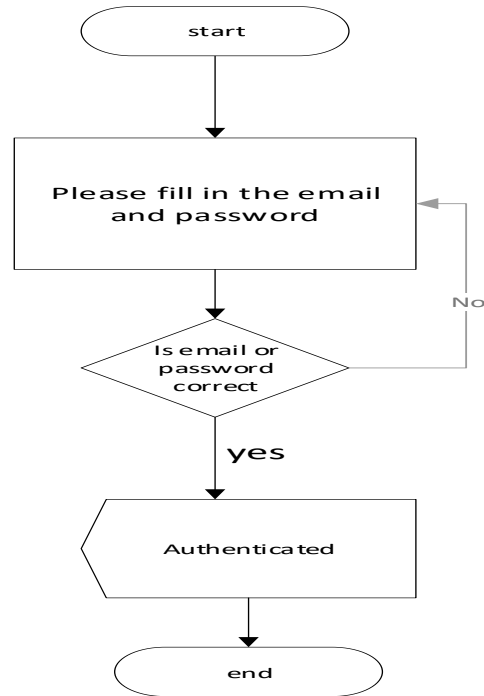 start
Please fill in the email
and password
No
Is email or
password
correct
yes
Authenticated
end